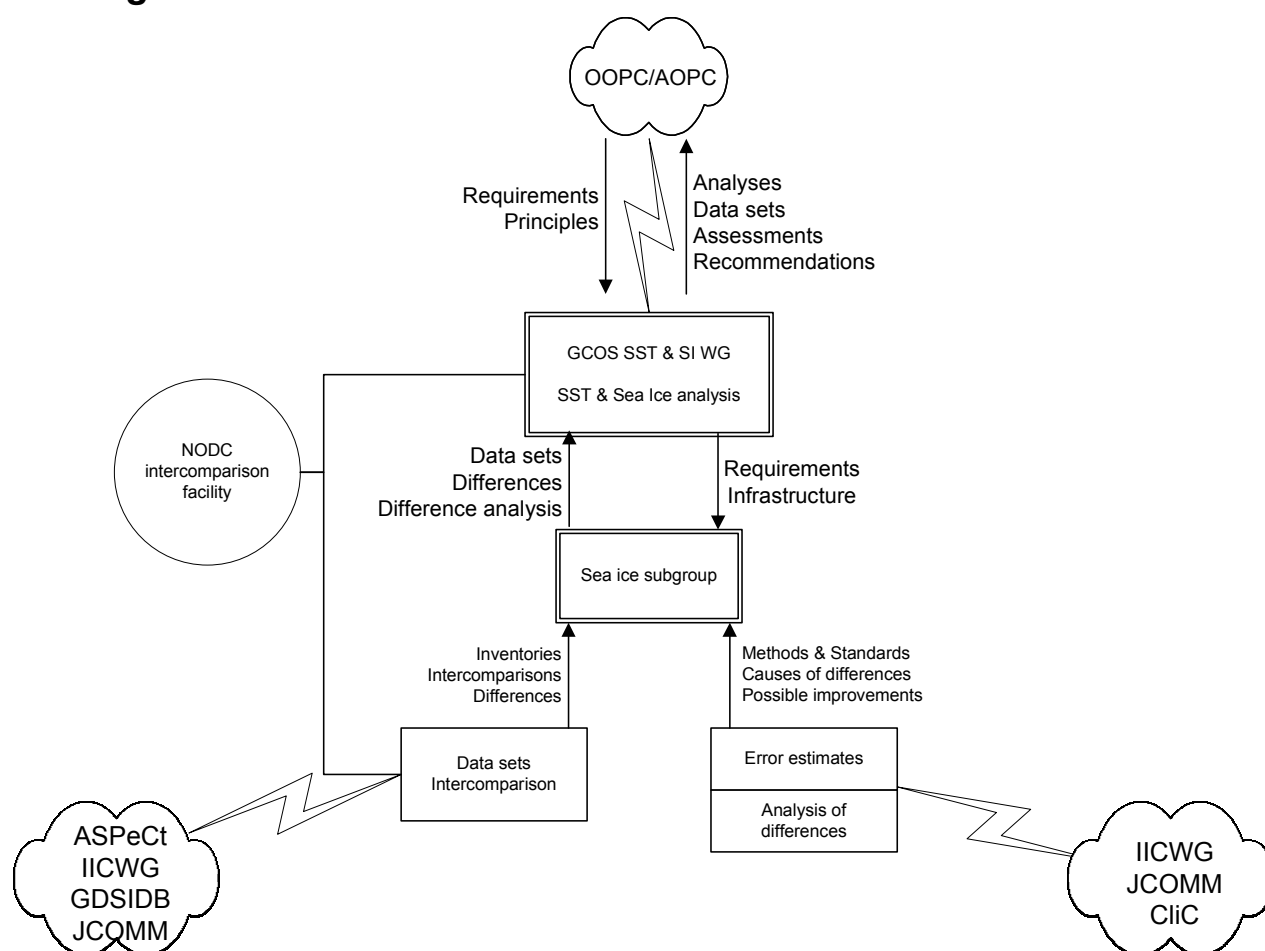 OOPC/AOPC
Requirements
Principles
Analyses
Data sets
Assessments
Recommendations
GCOS SST & SI WG
SST & Sea Ice analysis
NODC
intercomparison
facility
Data sets
Differences
Difference analysis
Requirements
Infrastructure
Sea ice subgroup
Inventories
Intercomparisons
Differences
Methods & Standards
Causes of differences
Possible improvements
Data sets
Intercomparison
Error estimates
Analysis of
differences
ASPeCt
IICWG
GDSIDB
JCOMM
IICWG
JCOMM
CliC